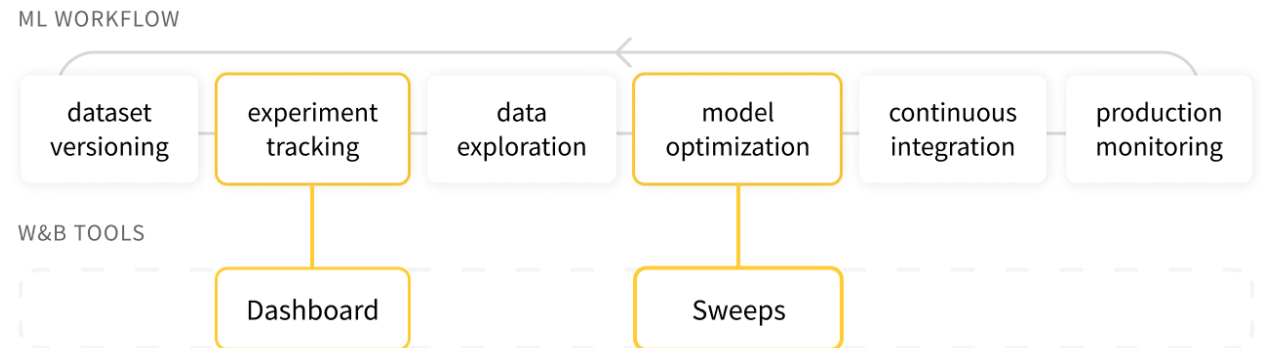 ML WORKFLOW
dataset
versioning
experiment
tracking
data
exploration
model
optimization
continuous
integration
production
monitoring
W&B TOOLS
Dashboard
Sweeps